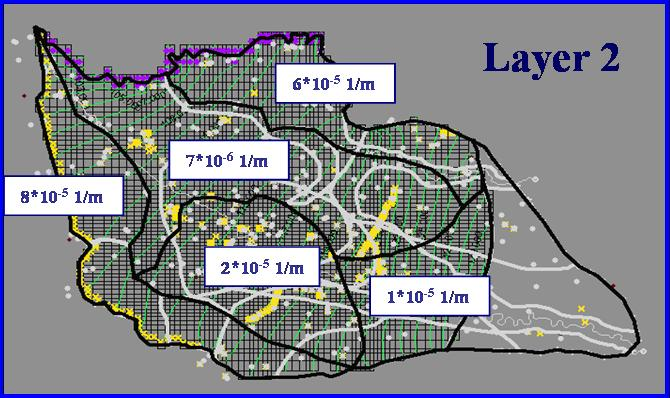 Layer 2
6*10⁻⁵ 1/m
7*10⁻⁶ 1/m
8*10⁻⁵ 1/m
2*10⁻⁵ 1/m
1*10⁻⁵ 1/m